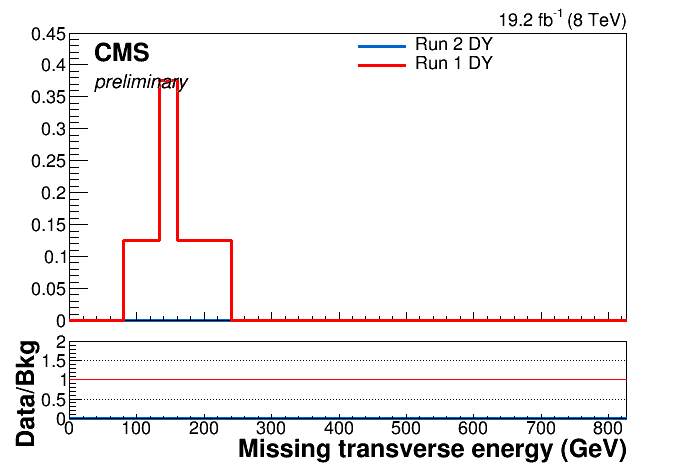 19.2 fb-1 (8 TeV)
CMS
preliminary
Run 2 DY
Run 1 DY
0.45
0.4
0.35
0.3
0.25
0.2
0.15
0.1
0.05
0
Data/Bkg
2
1.5
1
0.5
0
0 100 200 300 400 500 600 700 800
Missing transverse energy (GeV)